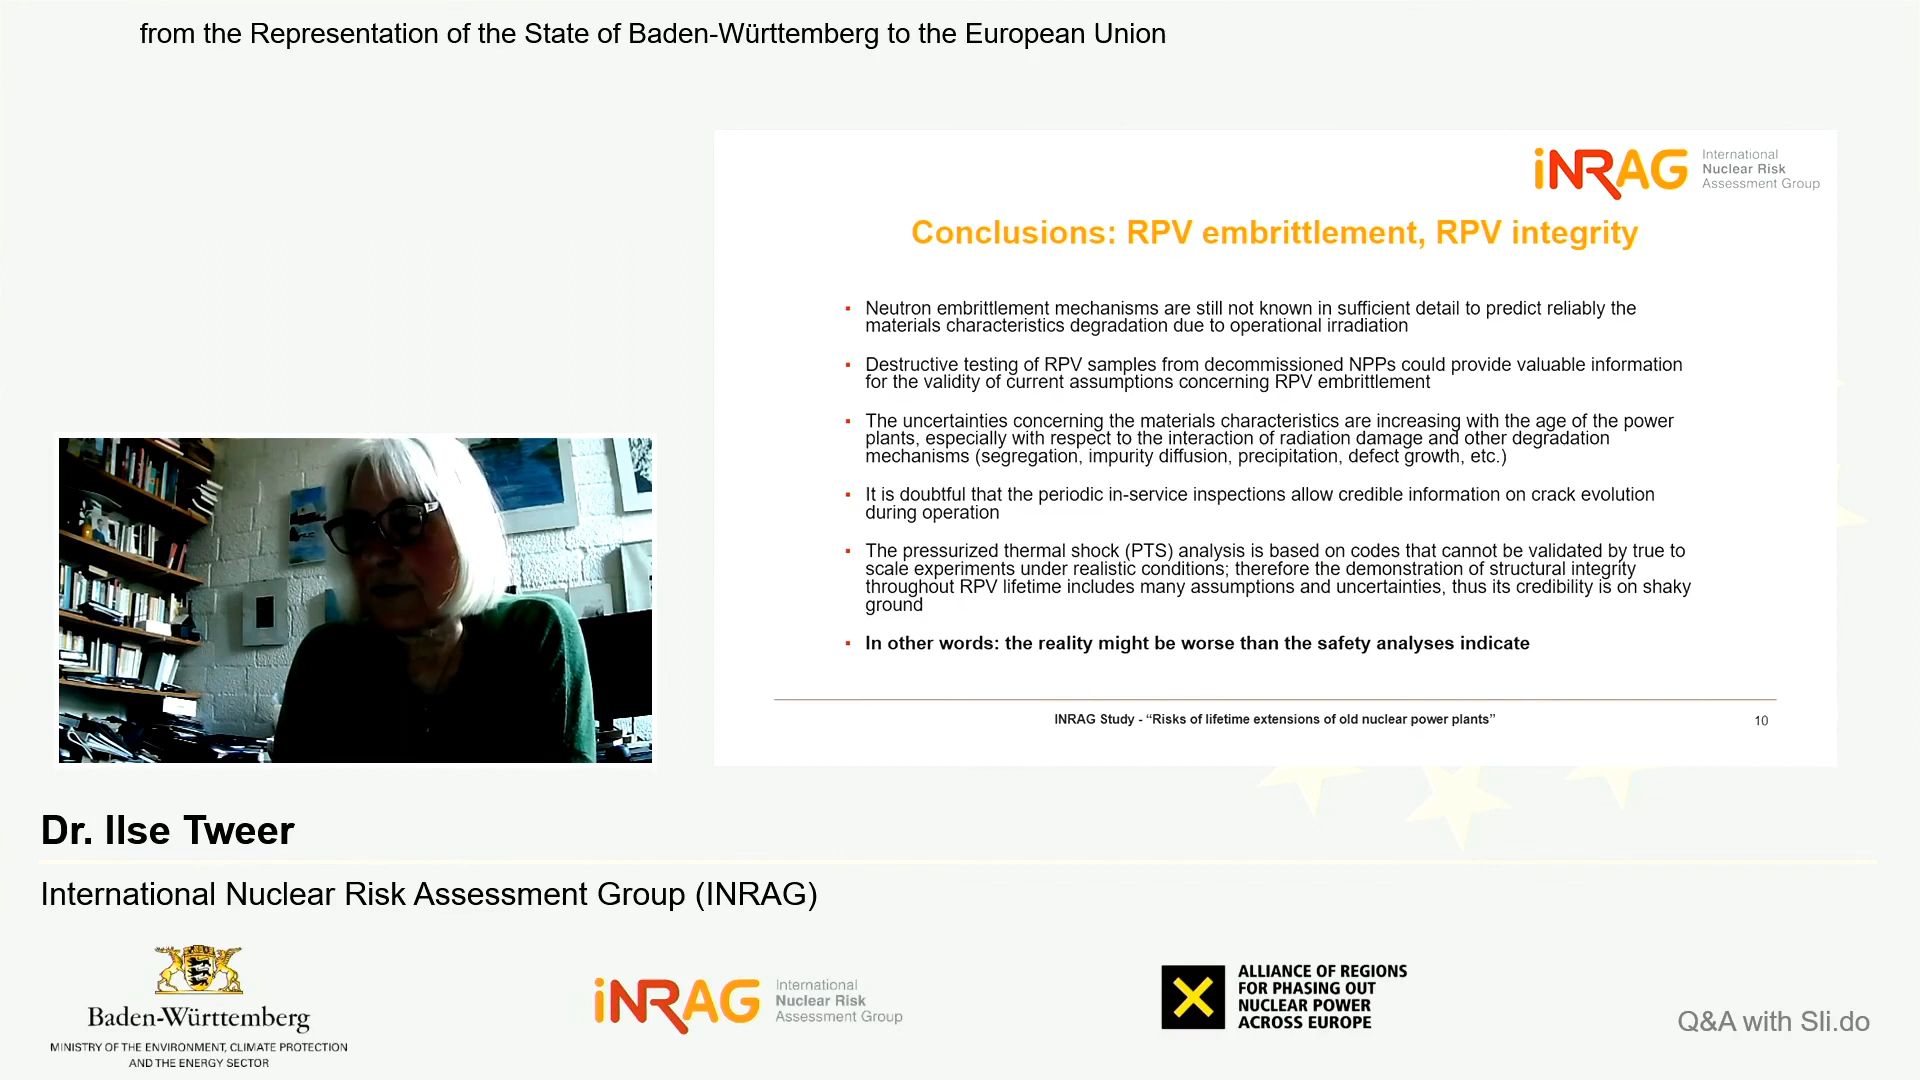 from the Representation of the State of Baden-Württemberg to the European Union
iNRAG
International
Nuclear Risk
Assessment Group
Conclusions: RPV embrittlement, RPV integrity
▪ Neutron embrittlement mechanisms are still not known in sufficient detail to predict reliably the
materials characteristics degradation due to operational irradiation
▪ Destructive testing of RPV samples from decommissioned NPPs could provide valuable information
for the validity of current assumptions concerning RPV embrittlement
▪ The uncertainties concerning the materials characteristics are increasing with the age of the power
plants, especially with respect to the interaction of radiation damage and other degradation
mechanisms (segregation, impurity diffusion, precipitation, defect growth, etc.)
▪ It is doubtful that the periodic in-service inspections allow credible information on crack evolution
during operation
▪ The pressurized thermal shock (PTS) analysis is based on codes that cannot be validated by true to
scale experiments under realistic conditions; therefore the demonstration of structural integrity
throughout RPV lifetime includes many assumptions and uncertainties, thus its credibility is on shaky
ground
▪ In other words: the reality might be worse than the safety analyses indicate
INRAG Study - “Risks of lifetime extensions of old nuclear power plants”
10
Dr. Ilse Tweer
International Nuclear Risk Assessment Group (INRAG)
Baden-Württemberg
MINISTRY OF THE ENVIRONMENT, CLIMATE PROTECTION
AND THE ENERGY SECTOR
iNRAG
International
Nuclear Risk
Assessment Group
ALLIANCE OF REGIONS
FOR PHASING OUT
NUCLEAR POWER
ACROSS EUROPE
Q&A with Sli.do